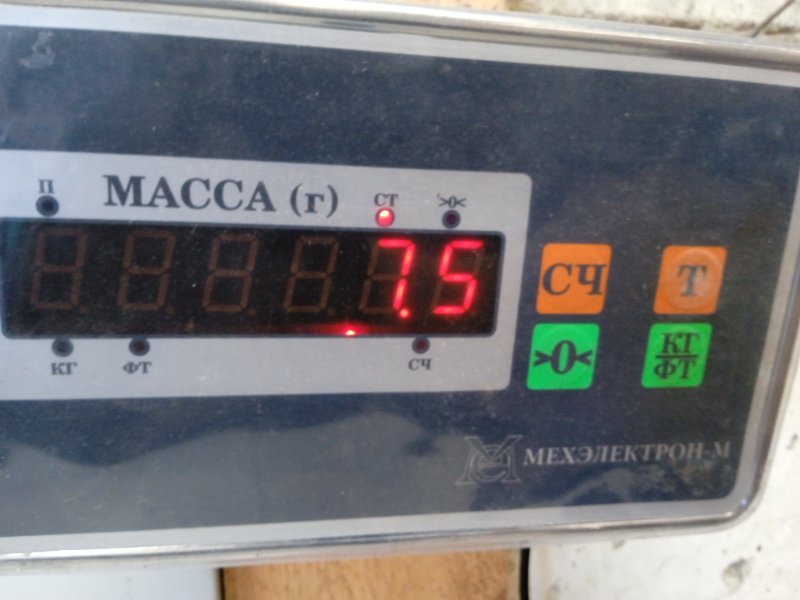 П МАССА (г) СТ >0<
7.5
КГ ФТ СЧ
СЧ Т
>0< КГ/ФТ
МЕХЭЛЕКТРОН-М